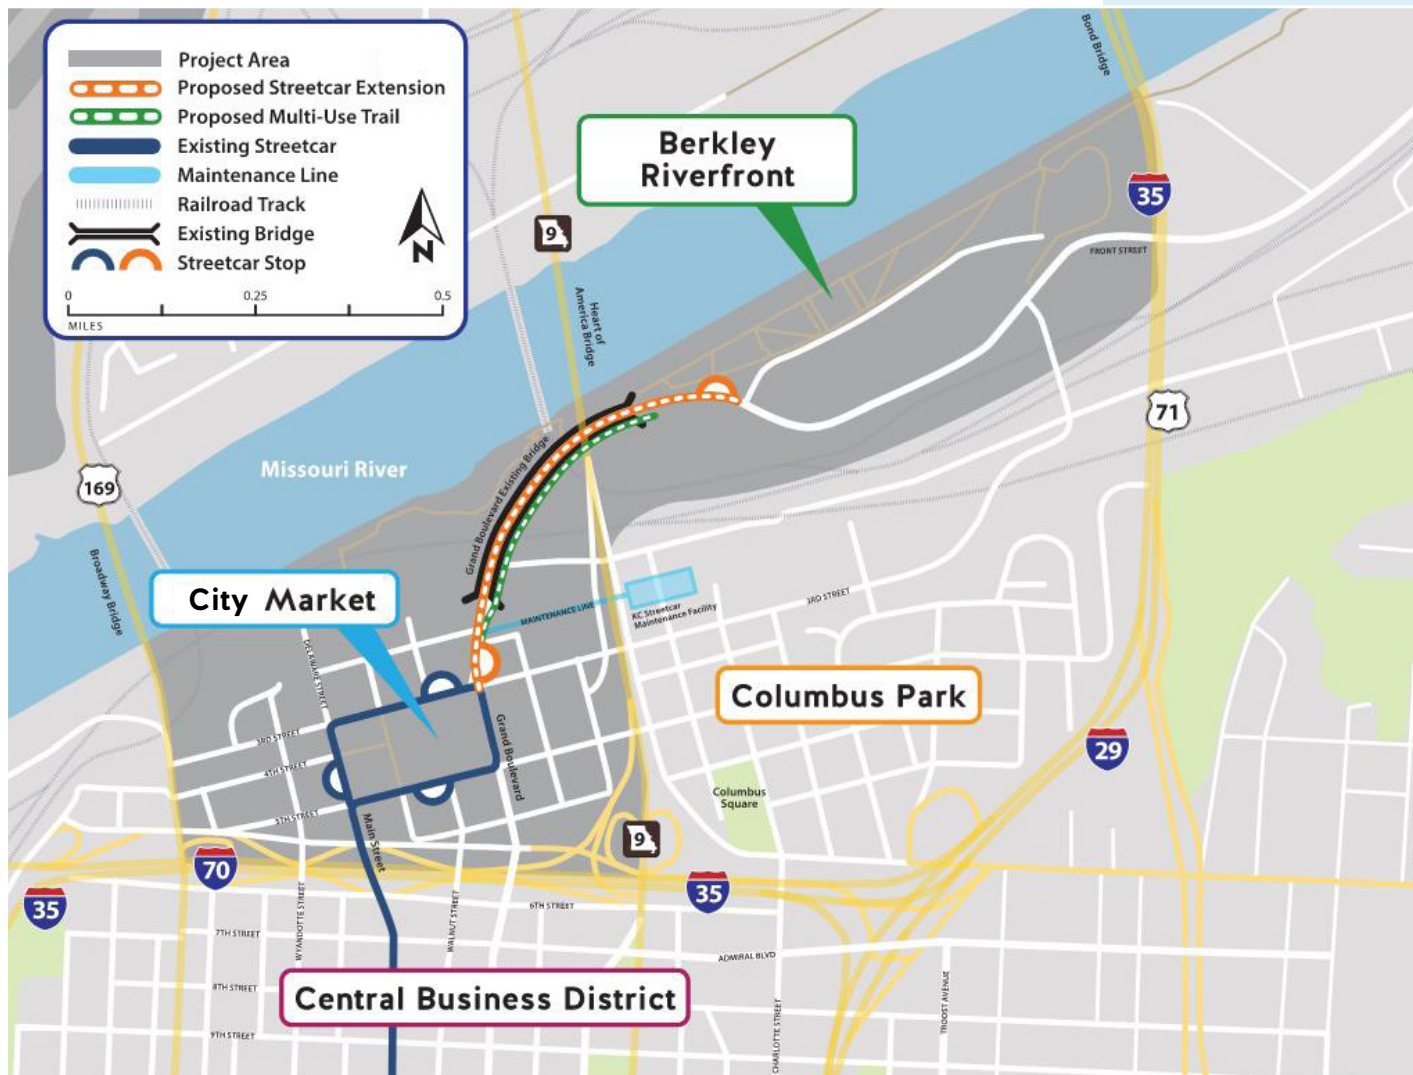 Project Area
Proposed Streetcar Extension
Proposed Multi-Use Trail
Existing Streetcar
Maintenance Line
Railroad Track
Existing Bridge
Streetcar Stop
N
0 0.25 0.5
MILES
Bond Bridge
Berkley
Riverfront
35
9
FRONT STREET
Heart of
America Bridge
71
Missouri River
169
Grand Boulevard Existing Bridge
Broadway Bridge
City Market
MAINTENANCE LINE
KC Streetcar
Maintenance Facility
3RD STREET
DELAWARE STREET
Columbus Park
3RD STREET
Grand Boulevard
4TH STREET
29
5TH STREET
Columbus
Square
Main Street
9
70
35
35
6TH STREET
WYANDOTTE STREET
WALNUT STREET
7TH STREET
ADMIRAL BLVD
8TH STREET
Central Business District
TROOST AVENUE
CHARLOTTE STREET
9TH STREET